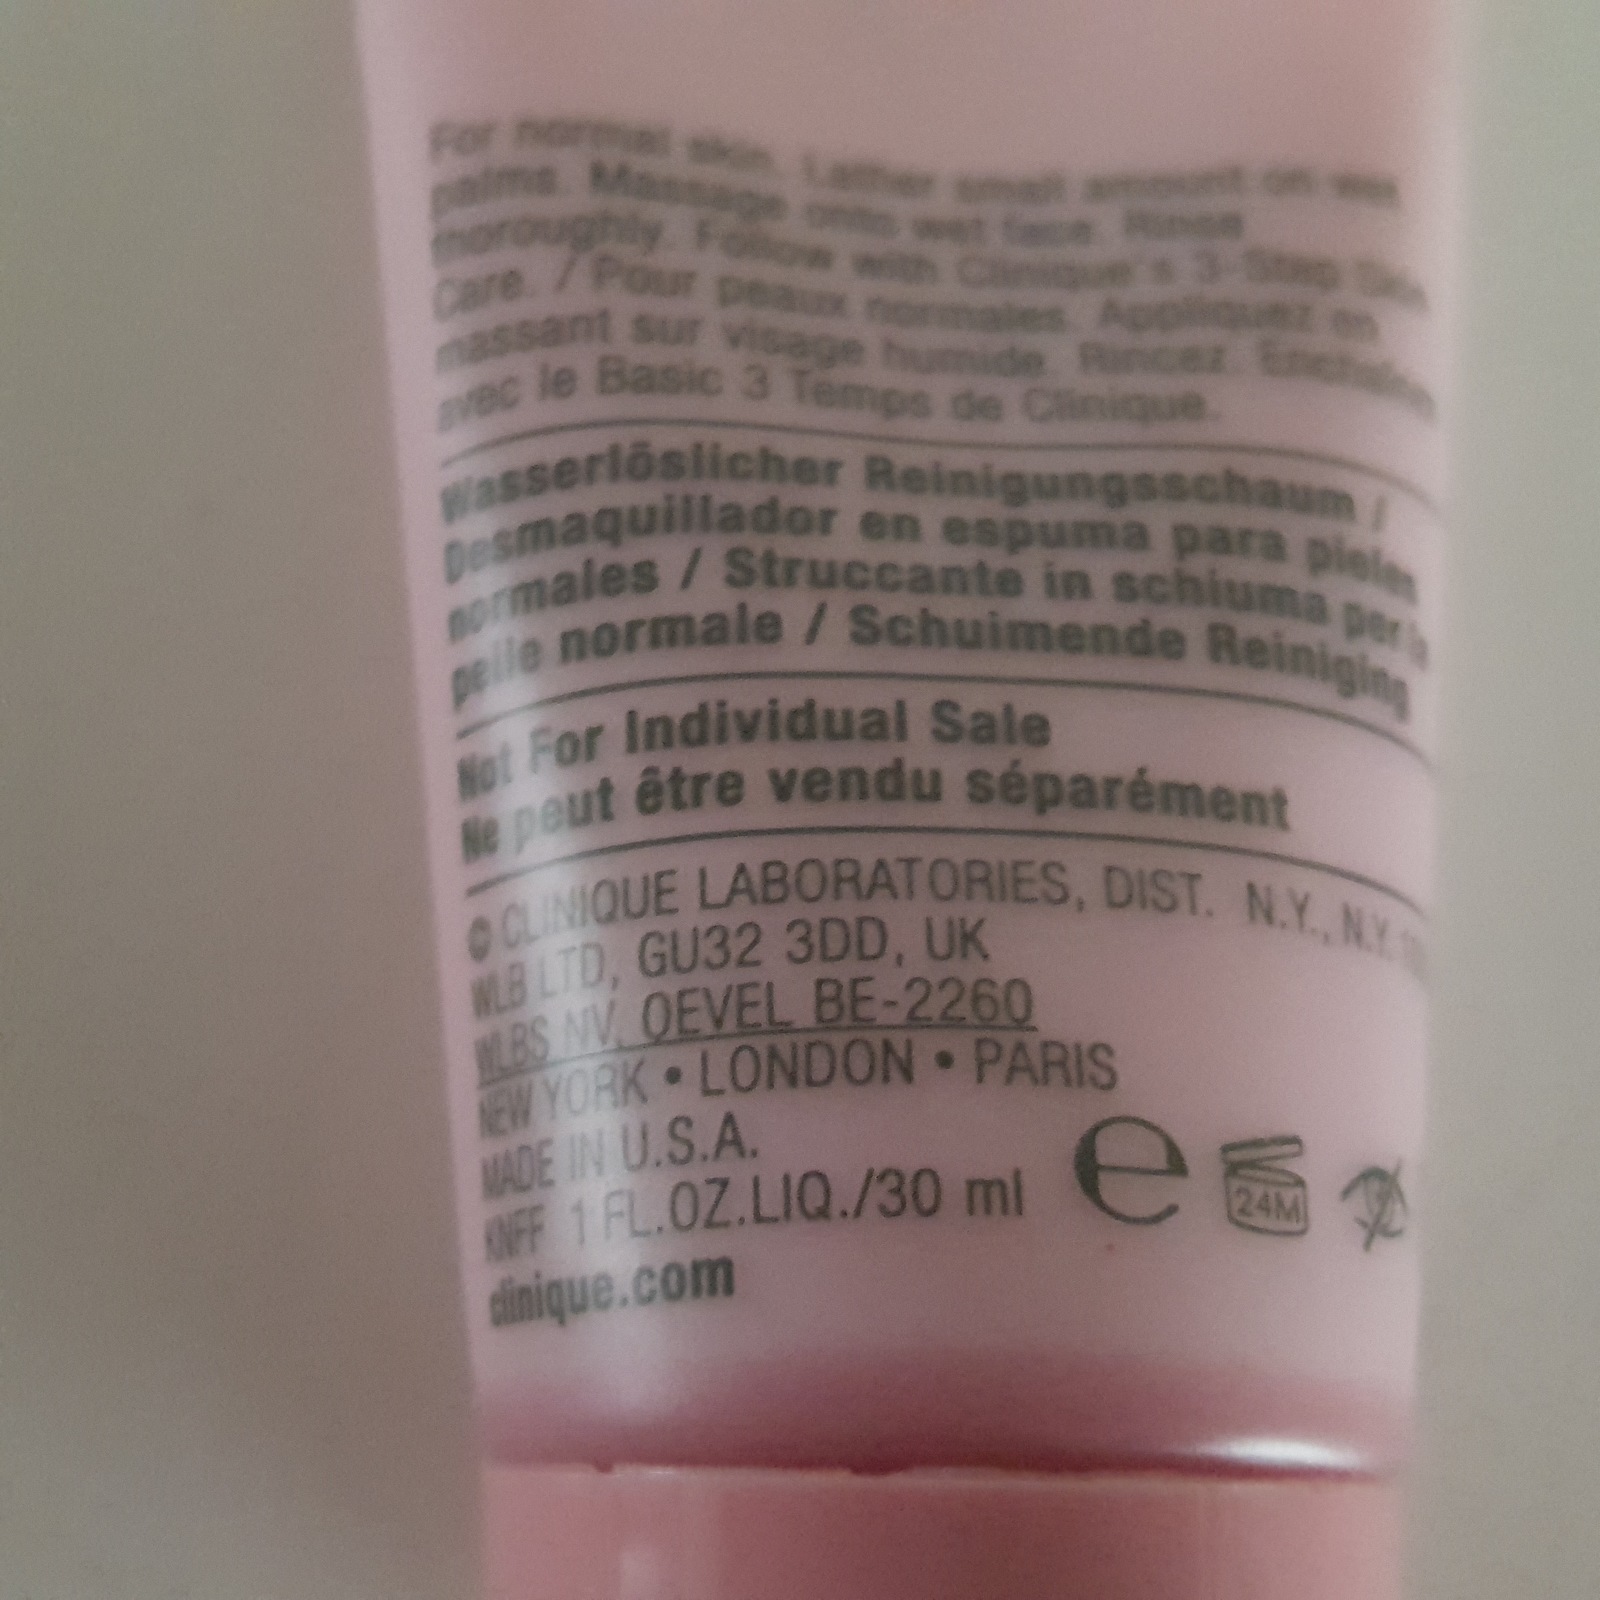 For normal skin. Lather small amount on wet
palms. Massage onto wet face. Rinse
thoroughly. Follow with Clinique's 3-Step Skin
Care. / Pour peaux normales. Appliquez en
massant sur visage humide. Rincez.
avec le Basic 3 Temps de Clinique.
Wasserlöslicher Reinigungsschaum /
Desmaquillador en espuma para pieles
normales / Struccante in schiuma per la
pelle normale / Schuimende Reiniging
Not For Individual Sale
Ne peut être vendu séparément
© CLINIQUE LABORATORIES, DIST. N.Y., N.Y.
WLB LTD, GU32 3DD, UK
WLBS NV, OEVEL BE-2260
NEW YORK • LONDON • PARIS
MADE IN U.S.A.
KNFF 1 FL.OZ.LIQ./30 ml e 24M
clinique.com